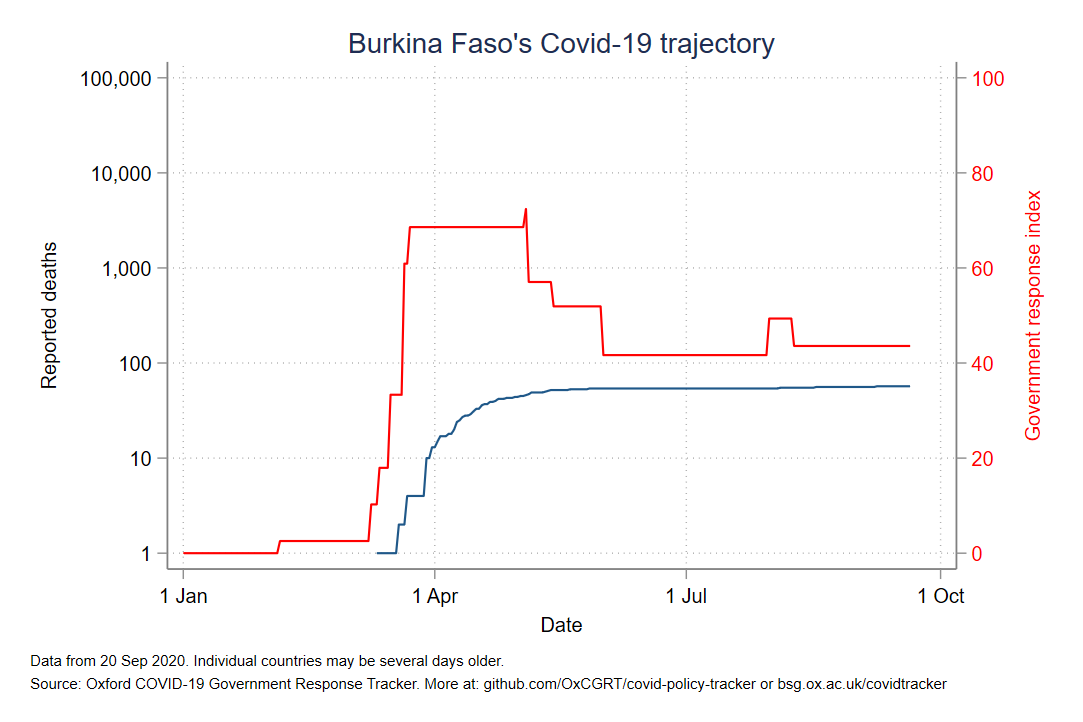 Burkina Faso's Covid-19 trajectory
100,000
10,000
1,000
100
10
1
Reported deaths
100
80
60
40
20
0
Government response index
1 Jan 1 Apr 1 Jul 1 Oct
Date
Data from 20 Sep 2020. Individual countries may be several days older.
Source: Oxford COVID-19 Government Response Tracker. More at: github.com/OxCGRT/covid-policy-tracker or bsg.ox.ac.uk/covidtracker